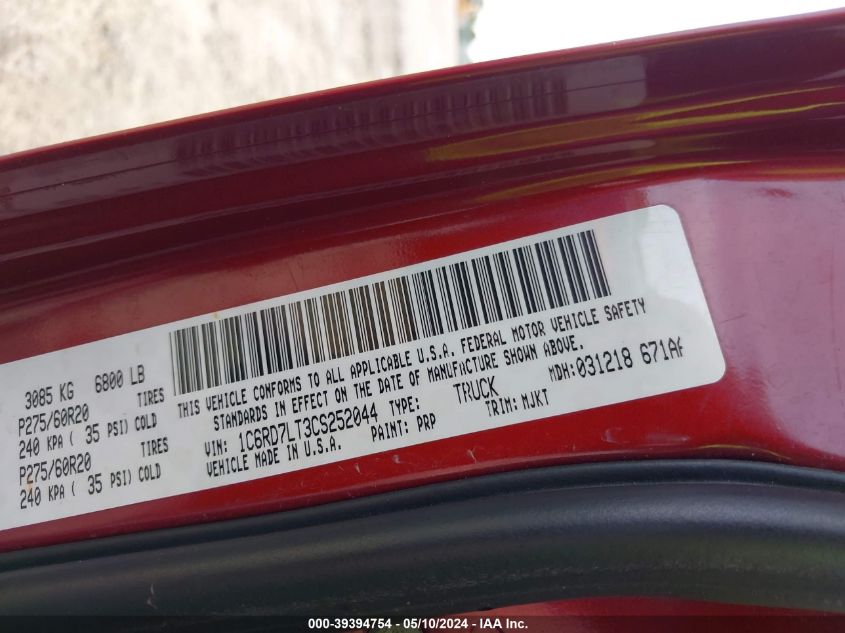 3085 KG 6800 LB
P275/60R20 TIRES
240 KPA ( 35 PSI) COLD
P275/60R20 TIRES
240 KPA ( 35 PSI) COLD
THIS VEHICLE CONFORMS TO ALL APPLICABLE U.S.A. FEDERAL MOTOR VEHICLE SAFETY
STANDARDS IN EFFECT ON THE DATE OF MANUFACTURE SHOWN ABOVE.
VIN: 1C6RD7LT3CS252044 TYPE: TRUCK MDH: 031218 671A
VEHICLE MADE IN U.S.A. PAINT: PRP TRIM: MJKT
000-39394754 — 05/10/2024 — IAA Inc.